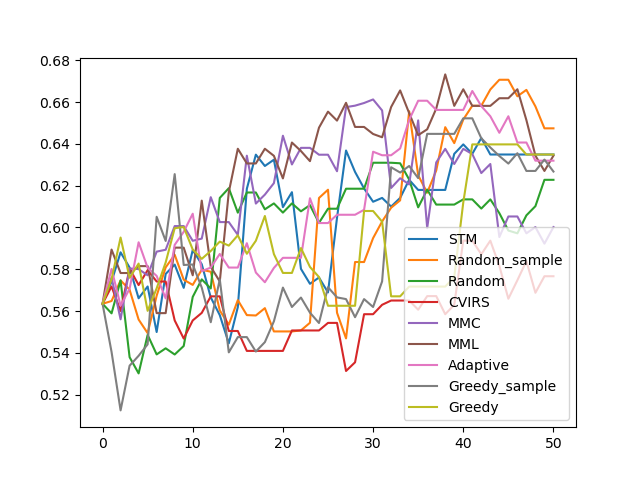 0.68
0.66
0.64
0.62
0.60
0.58
0.56
0.54
0.52
0 10 20 30 40 50
STM
Random_sample
Random
CVIRS
MMC
MML
Adaptive
Greedy_sample
Greedy